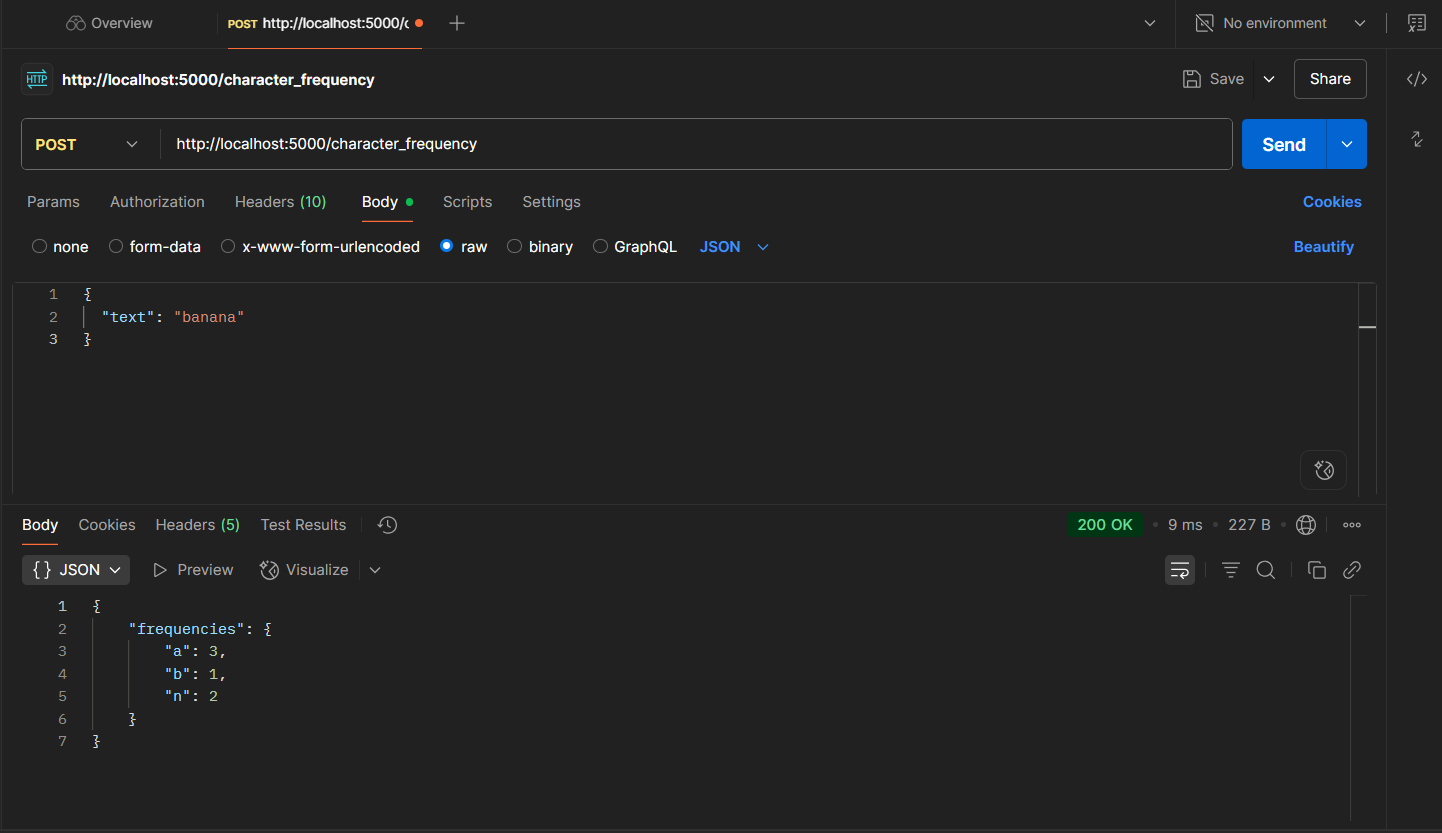 Overview
POST http://localhost:5000/c
No environment
HTTP http://localhost:5000/character_frequency
Save
Share
POST http://localhost:5000/character_frequency
Send
Params Authorization Headers (10) Body Scripts Settings Cookies
none form-data x-www-form-urlencoded raw binary GraphQL JSON Beautify
1 {
2 "text": "banana"
3 }
Body Cookies Headers (5) Test Results 200 OK • 9 ms • 227 B •
{} JSON Preview Visualize
1 {
2 "frequencies": {
3 "a": 3,
4 "b": 1,
5 "n": 2
6 }
7 }